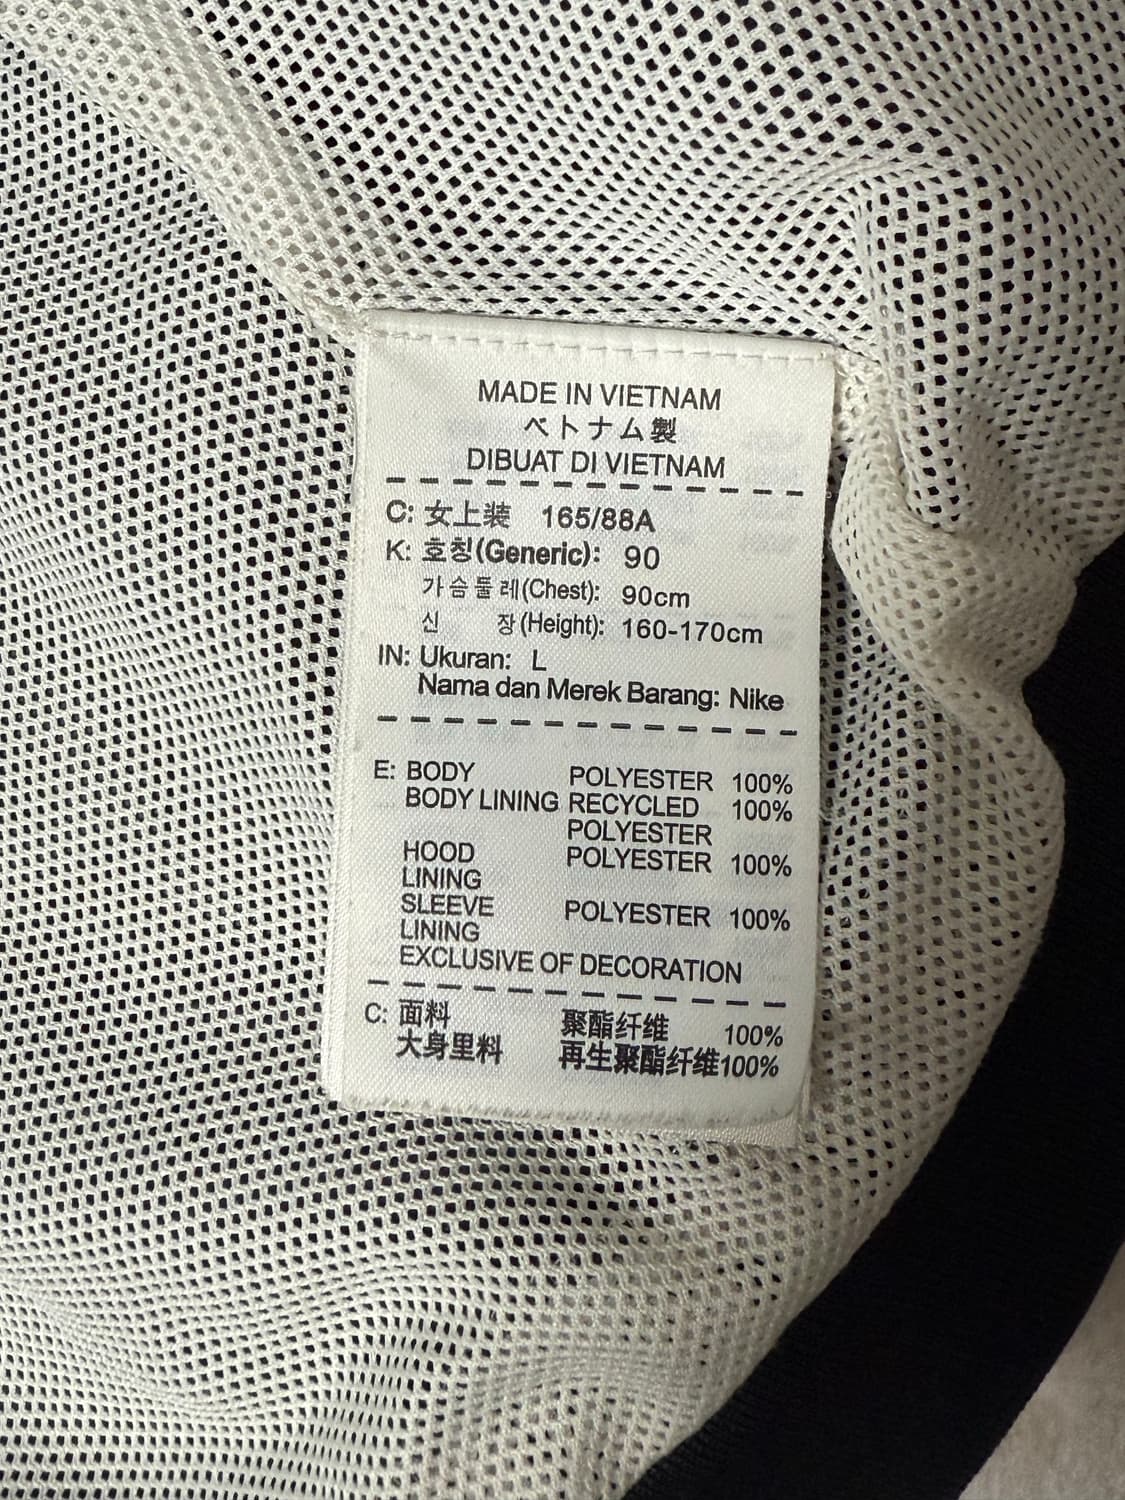 MADE IN VIETNAM
ベトナム製
DIBUAT DI VIETNAM
C: 女上装 165/88A
K: 호칭(Generic): 90
가슴둘레(Chest): 90cm
신 장(Height): 160-170cm
IN: Ukuran: L
Nama dan Merek Barang: Nike
E: BODY POLYESTER 100%
BODY LINING RECYCLED 100%
POLYESTER
HOOD POLYESTER 100%
LINING
SLEEVE POLYESTER 100%
LINING
EXCLUSIVE OF DECORATION
C: 面料 聚酯纤维 100%
大身里料 再生聚酯纤维100%